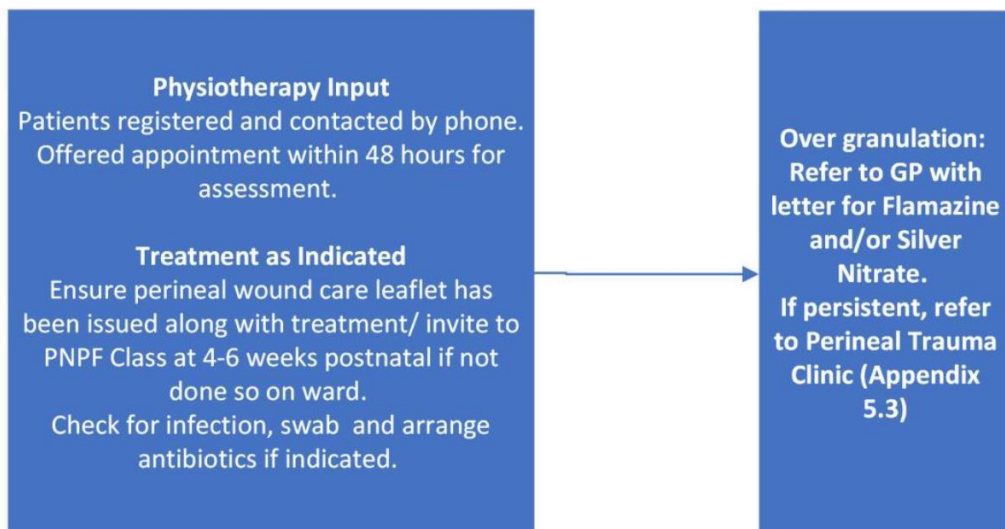 Physiotherapy Input
Patients registered and contacted by phone.
Offered appointment within 48 hours for
assessment.
Treatment as Indicated
Ensure perineal wound care leaflet has
been issued along with treatment/ invite to
PNPF Class at 4-6 weeks postnatal if not
done so on ward.
Check for infection, swab and arrange
antibiotics if indicated.
Over granulation:
Refer to GP with
letter for Flamazine
and/or Silver
Nitrate.
If persistent, refer
to Perineal Trauma
Clinic (Appendix
5.3)